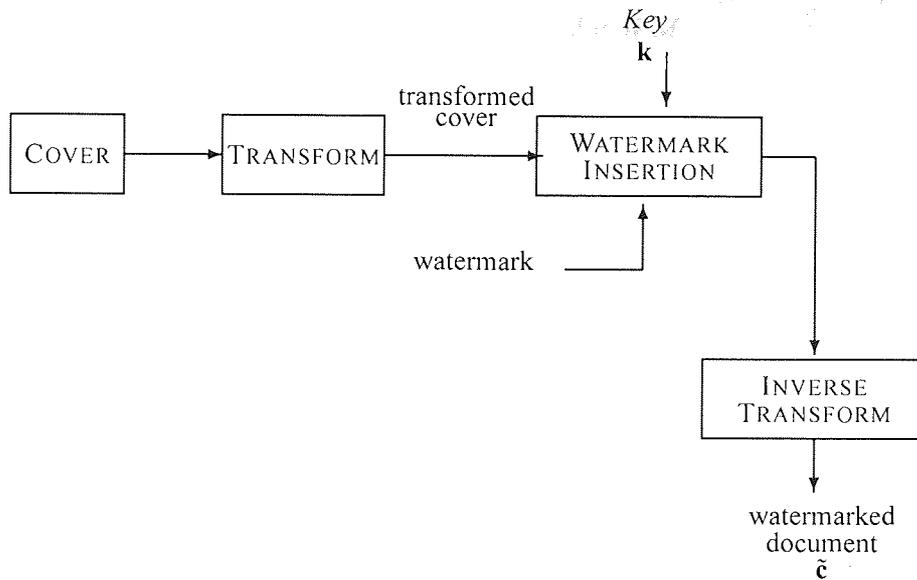 Key
k
transformed
cover
COVER
TRANSFORM
WATERMARK
INSERTION
watermark
INVERSE
TRANSFORM
watermarked
document
c̃